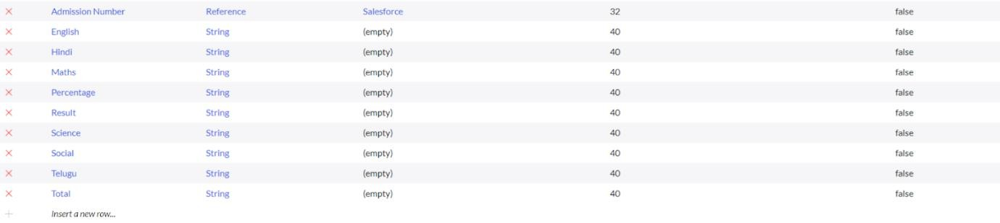 Admission Number Reference Salesforce 32 false
English String (empty) 40 false
Hindi String (empty) 40 false
Maths String (empty) 40 false
Percentage String (empty) 40 false
Result String (empty) 40 false
Science String (empty) 40 false
Social String (empty) 40 false
Telugu String (empty) 40 false
Total String (empty) 40 false
Insert a new row...